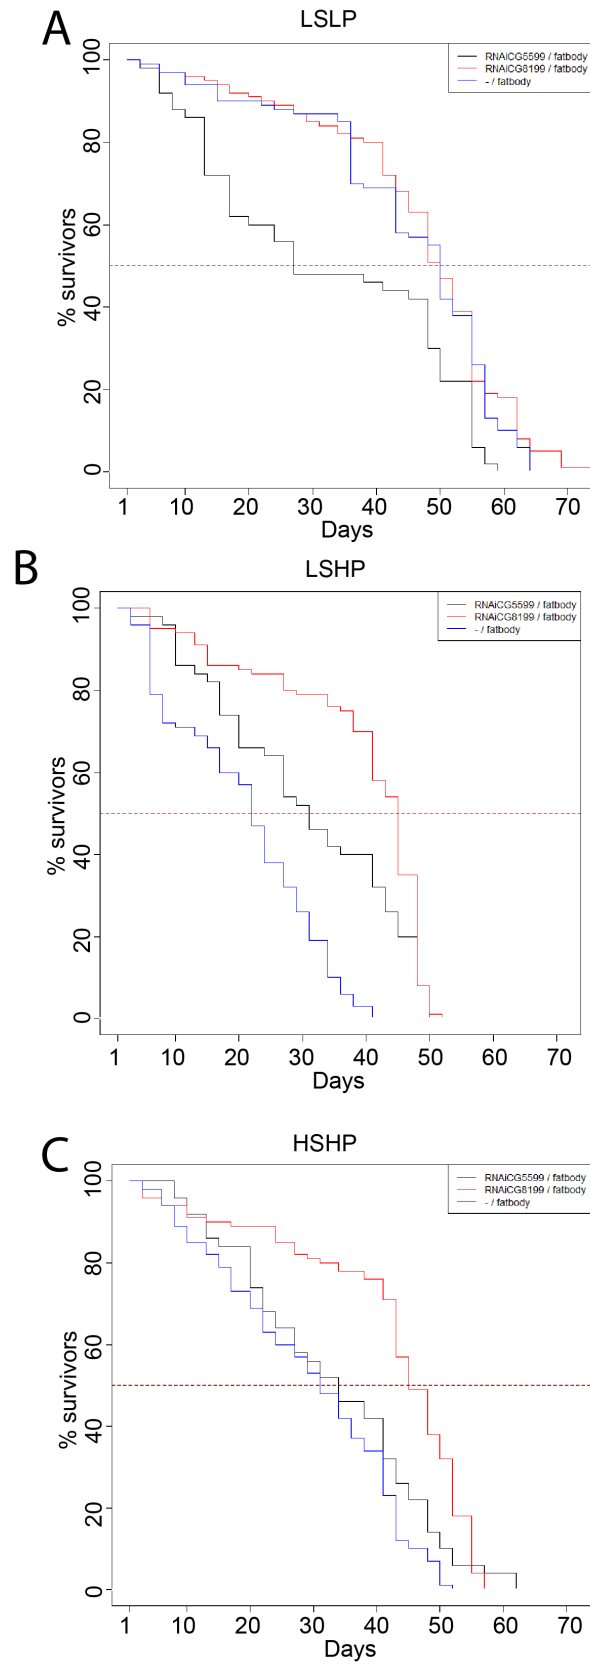 A
LSLP
RNAiCG5599 / fatbody
RNAiCG8199 / fatbody
- / fatbody
% survivors
100
80
60
40
20
0
1 10 20 30 40 50 60 70
Days
B
LSHP
RNAiCG5599 / fatbody
RNAiCG8199 / fatbody
- / fatbody
% survivors
100
80
60
40
20
0
1 10 20 30 40 50 60 70
Days
C
HSHP
RNAiCG5599 / fatbody
RNAiCG8199 / fatbody
- / fatbody
% survivors
100
80
60
40
20
0
1 10 20 30 40 50 60 70
Days